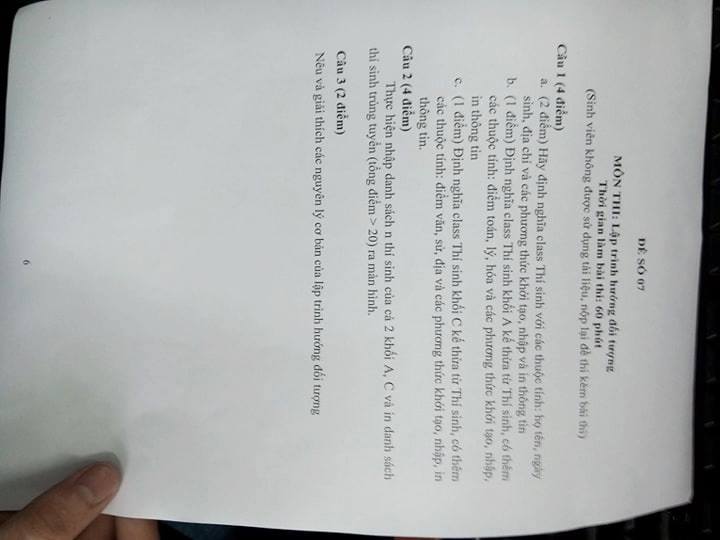 ĐỀ SỐ 07
MÔN THI: Lập trình hướng đối tượng
Thời gian làm bài thi: 60 phút
(Sinh viên không được sử dụng tài liệu, nộp lại đề thi kèm bài thi)
Câu 1 (4 điểm)
a. (2 điểm) Hãy định nghĩa class Thí sinh với các thuộc tính: họ tên, ngày
sinh, địa chỉ và các phương thức khởi tạo, nhập và in thông tin
b. (1 điểm) Định nghĩa class Thí sinh khối A kế thừa từ Thí sinh, có thêm
các thuộc tính: điểm toán, lý, hóa và các phương thức khởi tạo, nhập,
in thông tin
c. (1 điểm) Định nghĩa class Thí sinh khối C kế thừa từ Thí sinh, có thêm
các thuộc tính: điểm văn, sử, địa và các phương thức khởi tạo, nhập, in
thông tin.
Câu 2 (4 điểm)
Thực hiện nhập danh sách n thí sinh của cả 2 khối A, C và in danh sách
thí sinh trúng tuyển (tổng điểm > 20) ra màn hình.
Câu 3 (2 điểm)
Nêu và giải thích các nguyên lý cơ bản của lập trình hướng đối tượng
6